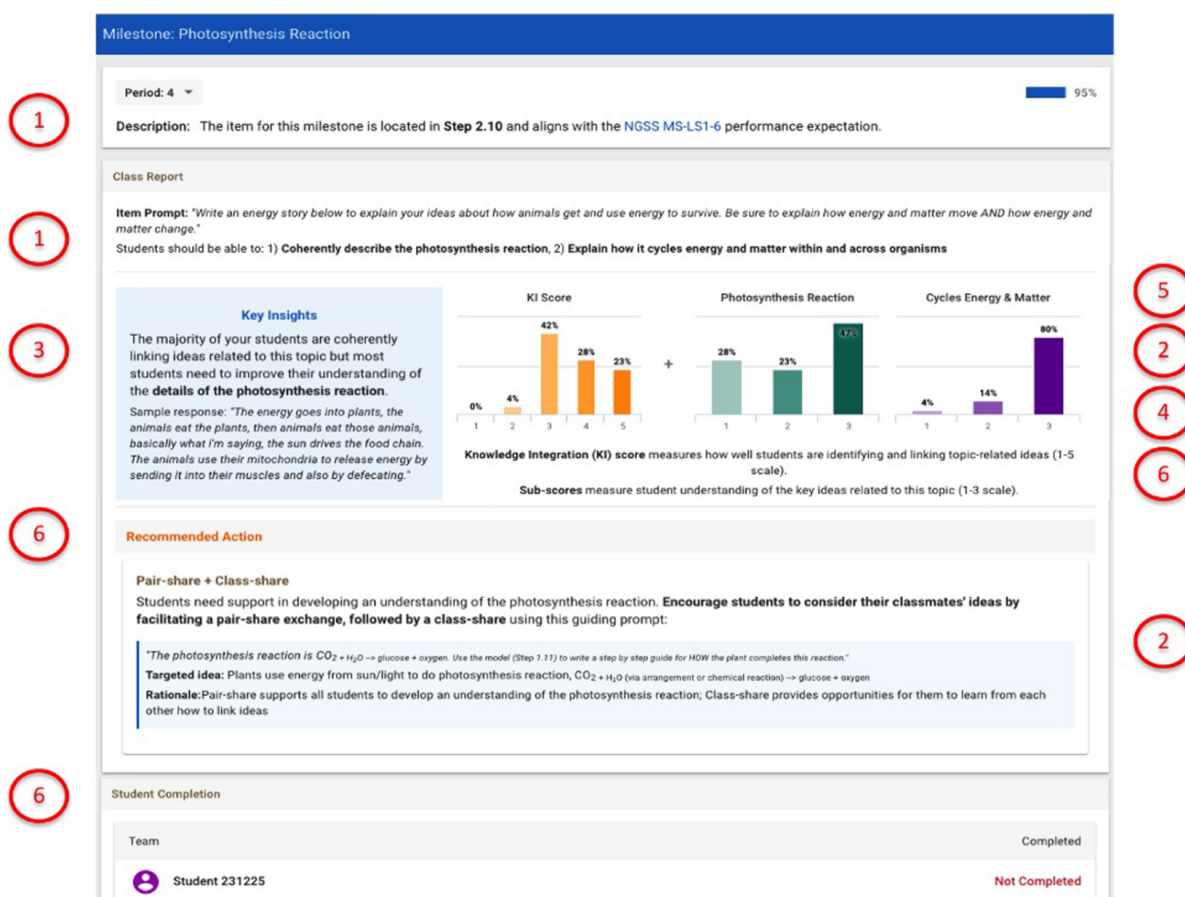 Milestone: Photosynthesis Reaction
1
Period: 4
95%
Description: The item for this milestone is located in Step 2.10 and aligns with the NGSS MS-LS1-6 performance expectation.
Class Report
1
Item Prompt: "Write an energy story below to explain your ideas about how animals get and use energy to survive. Be sure to explain how energy and matter move AND how energy and
matter change."
Students should be able to: 1) Coherently describe the photosynthesis reaction, 2) Explain how it cycles energy and matter within and across organisms
3
Key Insights
The majority of your students are coherently
linking ideas related to this topic but most
students need to improve their understanding of
the details of the photosynthesis reaction.
Sample response: "The energy goes into plants, the
animals eat the plants, then animals eat those animals,
basically what i'm saying, the sun drives the food chain.
The animals use their mitochondria to release energy by
sending it into their muscles and also by defecating."
KI Score
0%
4%
42%
28%
23%
1 2 3 4 5
+
Photosynthesis Reaction
28%
23%
47%
1 2 3
Cycles Energy & Matter
4%
14%
80%
1 2 3
5
2
4
6
Knowledge Integration (KI) score measures how well students are identifying and linking topic-related ideas (1-5
scale).
Sub-scores measure student understanding of the key ideas related to this topic (1-3 scale).
6
Recommended Action
Pair-share + Class-share
Students need support in developing an understanding of the photosynthesis reaction. Encourage students to consider their classmates' ideas by
facilitating a pair-share exchange, followed by a class-share using this guiding prompt:
2
"The photosynthesis reaction is CO2 + H2O –> glucose + oxygen. Use the model (Step 1.11) to write a step by step guide for HOW the plant completes this reaction."
Targeted idea: Plants use energy from sun/light to do photosynthesis reaction, CO2 + H2O (via arrangement or chemical reaction) –> glucose + oxygen
Rationale:Pair-share supports all students to develop an understanding of the photosynthesis reaction; Class-share provides opportunities for them to learn from each
other how to link ideas
6
Student Completion
Team Completed
Student 231225 Not Completed